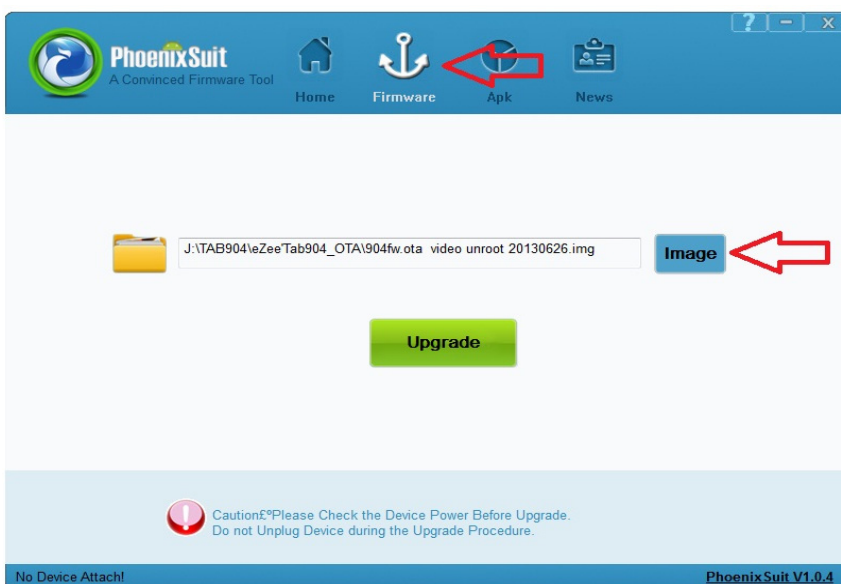 ? - x
PhoenixSuit
A Convinced Firmware Tool
Home Firmware Apk News
J:\TAB904\eZee'Tab904_OTA\904fw.ota video unroot 20130626.img
Image
Upgrade
Caution£ºPlease Check the Device Power Before Upgrade.
Do not Unplug Device during the Upgrade Procedure.
No Device Attach!
PhoenixSuit V1.0.4